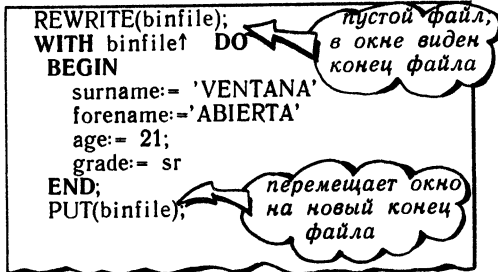 REWRITE(binfile);
WITH binfile↑ DO
BEGIN
surname:= 'VENTANA'
forename:='ABIERTA'
age:= 21;
grade:= sr
END;
PUT(binfile);
пустой файл,
в окне виден
конец файла
перемещает окно
на новый конец
файла